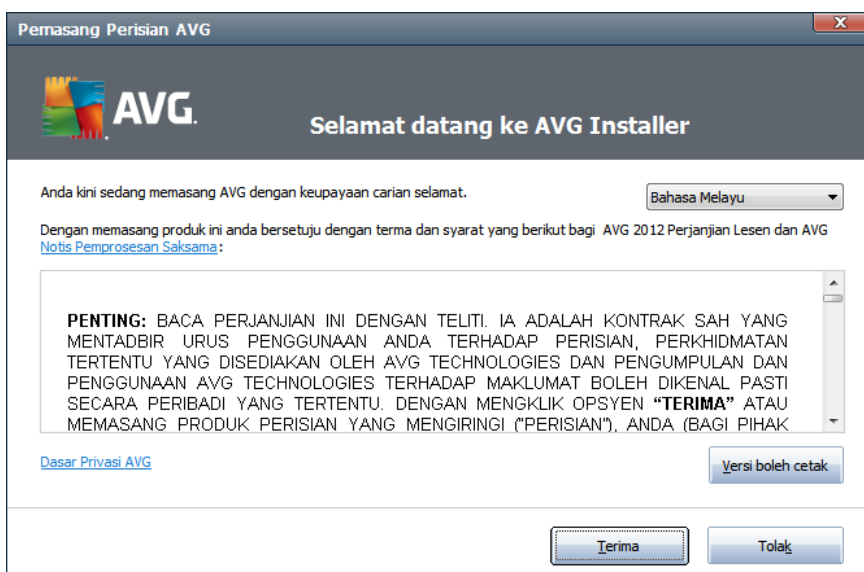 Pemasang Perisian AVG
AVG.
Selamat datang ke AVG Installer
Anda kini sedang memasang AVG dengan keupayaan carian selamat.
Bahasa Melayu
Dengan memasang produk ini anda bersetuju dengan terma dan syarat yang berikut bagi AVG 2012 Perjanjian Lesen dan AVG
Notis Pemprosesan Saksama:
PENTING: BACA PERJANJIAN INI DENGAN TELITI. IA ADALAH KONTRAK SAH YANG
MENTADBIR URUS PENGGUNAAN ANDA TERHADAP PERISIAN, PERKHIDMATAN
TERTENTU YANG DISEDIAKAN OLEH AVG TECHNOLOGIES DAN PENGUMPULAN DAN
PENGGUNAAN AVG TECHNOLOGIES TERHADAP MAKLUMAT BOLEH DIKENAL PASTI
SECARA PERIBADI YANG TERTENTU. DENGAN MENGKLIK OPSYEN “TERIMA” ATAU
MEMASANG PRODUK PERISIAN YANG MENGIRINGI ("PERISIAN"), ANDA (BAGI PIHAK
Dasar Privasi AVG
Versi boleh cetak
Terima
Tolak